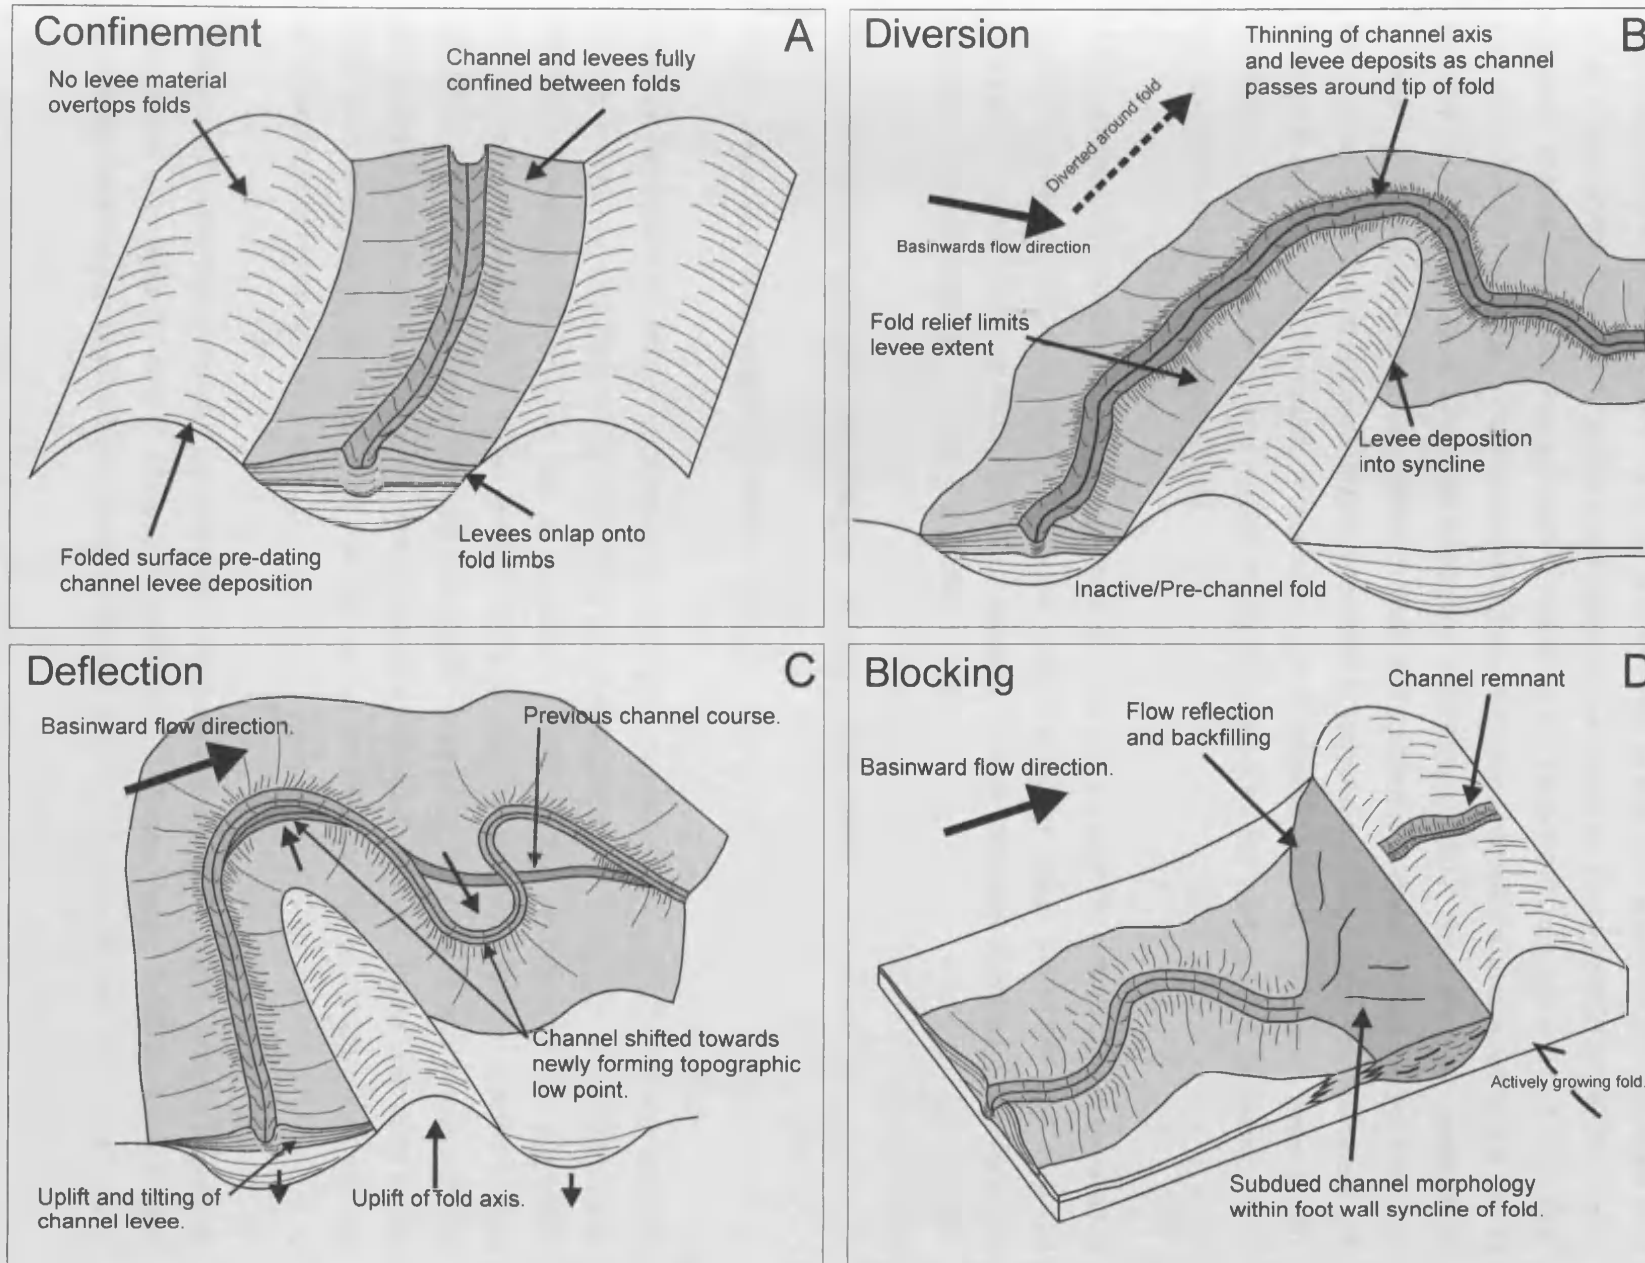 Confinement
A
No levee material
overtops folds
Channel and levees fully
confined between folds
Folded surface pre-dating
channel levee deposition
Levees onlap onto
fold limbs
Diversion
B
Thinning of channel axis
and levee deposits as channel
passes around tip of fold
Diverted around fold
Basinwards flow direction
Fold relief limits
levee extent
Levee deposition
into syncline
Inactive/Pre-channel fold
Deflection
C
Basinward flow direction.
Previous channel course.
Channel shifted towards
newly forming topographic
low point.
Uplift and tilting of
channel levee.
Uplift of fold axis.
Blocking
D
Channel remnant
Flow reflection
and backfilling
Basinward flow direction.
Actively growing fold.
Subdued channel morphology
within foot wall syncline of fold.